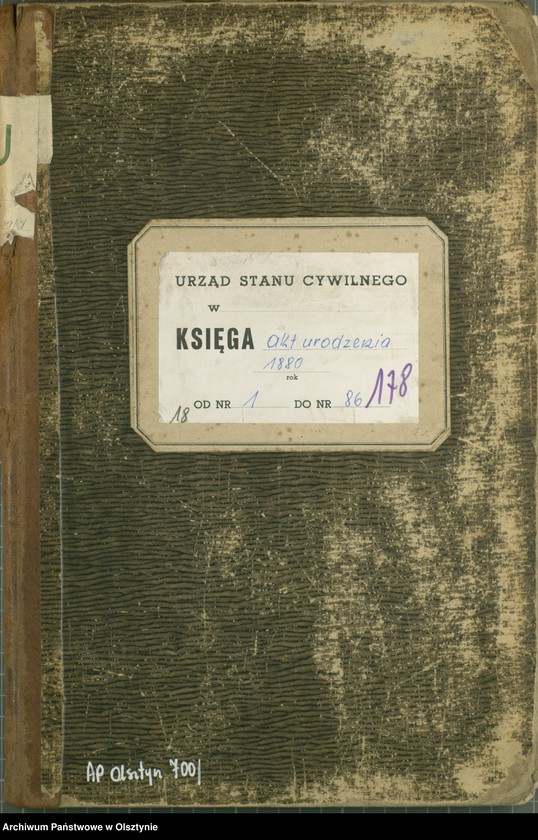 U
URZĄD STANU CYWILNEGO
w
KSIĘGA akt urodzenia
1880
rok
18 OD NR 1 DO NR 86 178
AP Olsztyn 700/
Archiwum Państwowe w Olsztynie